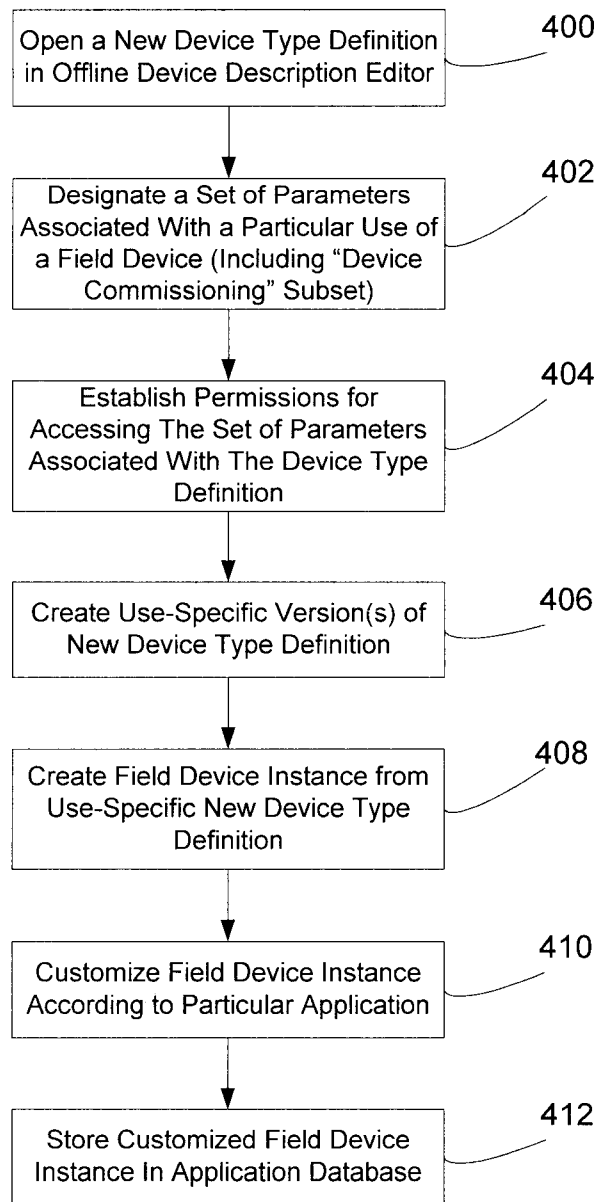 Open a New Device Type Definition
in Offline Device Description Editor
400
Designate a Set of Parameters
Associated With a Particular Use of
a Field Device (Including “Device
Commissioning” Subset)
402
Establish Permissions for
Accessing The Set of Parameters
Associated With The Device Type
Definition
404
Create Use-Specific Version(s) of
New Device Type Definition
406
Create Field Device Instance from
Use-Specific New Device Type
Definition
408
Customize Field Device Instance
According to Particular Application
410
Store Customized Field Device
Instance In Application Database
412